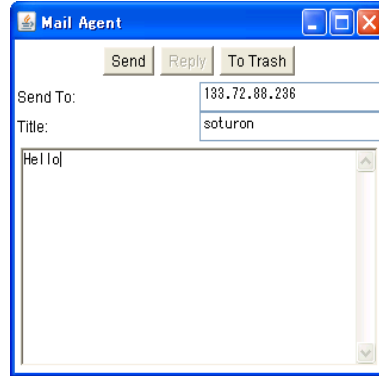 Mail Agent
Send Reply To Trash
Send To: 133.72.88.236
Title: soturon
Hello